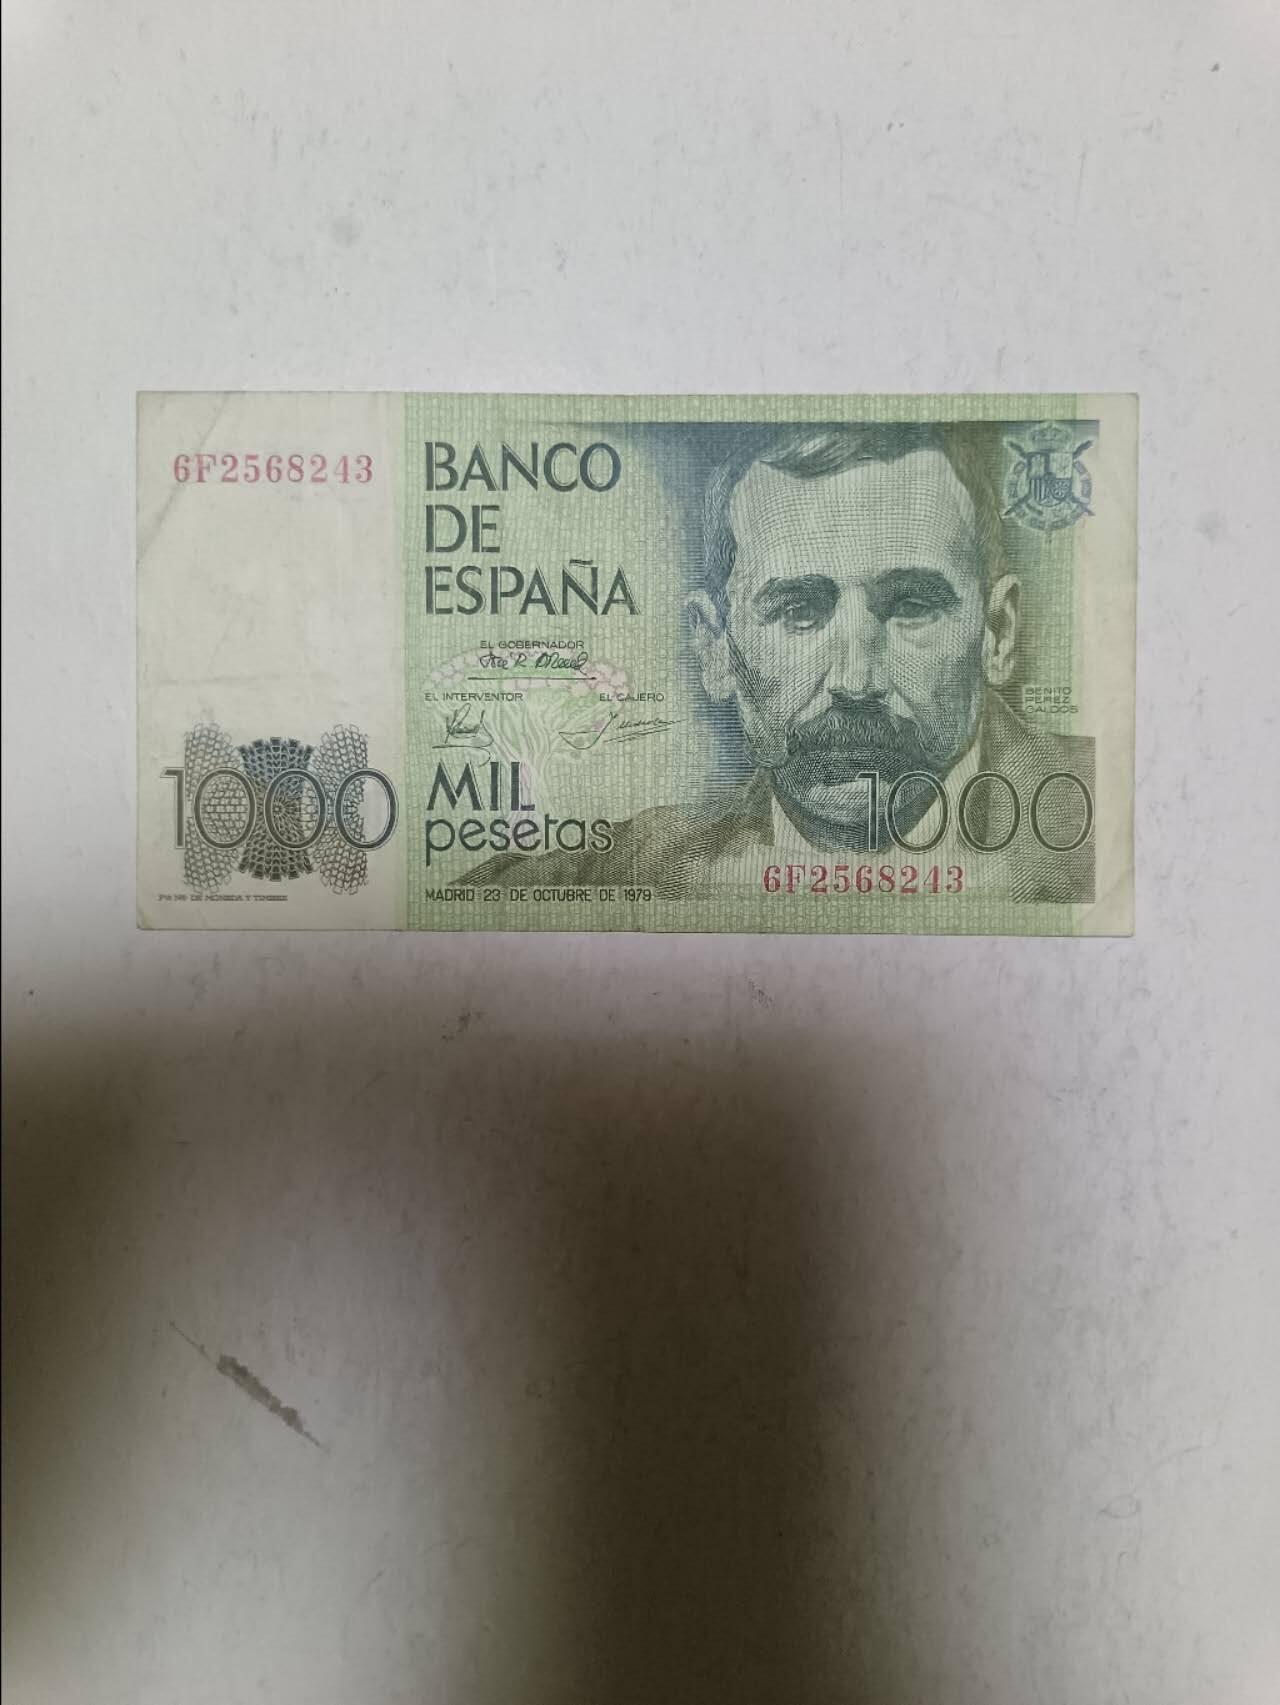 6F2568243
BANCO
DE
ESPAÑA
EL GOBERNADOR
EL INTERVENTOR
EL CAJERO
BENITO
PEREZ
GALDOS
MIL
pesetas
1000
1000
6F2568243
MADRID 23 DE OCTUBRE DE 1979